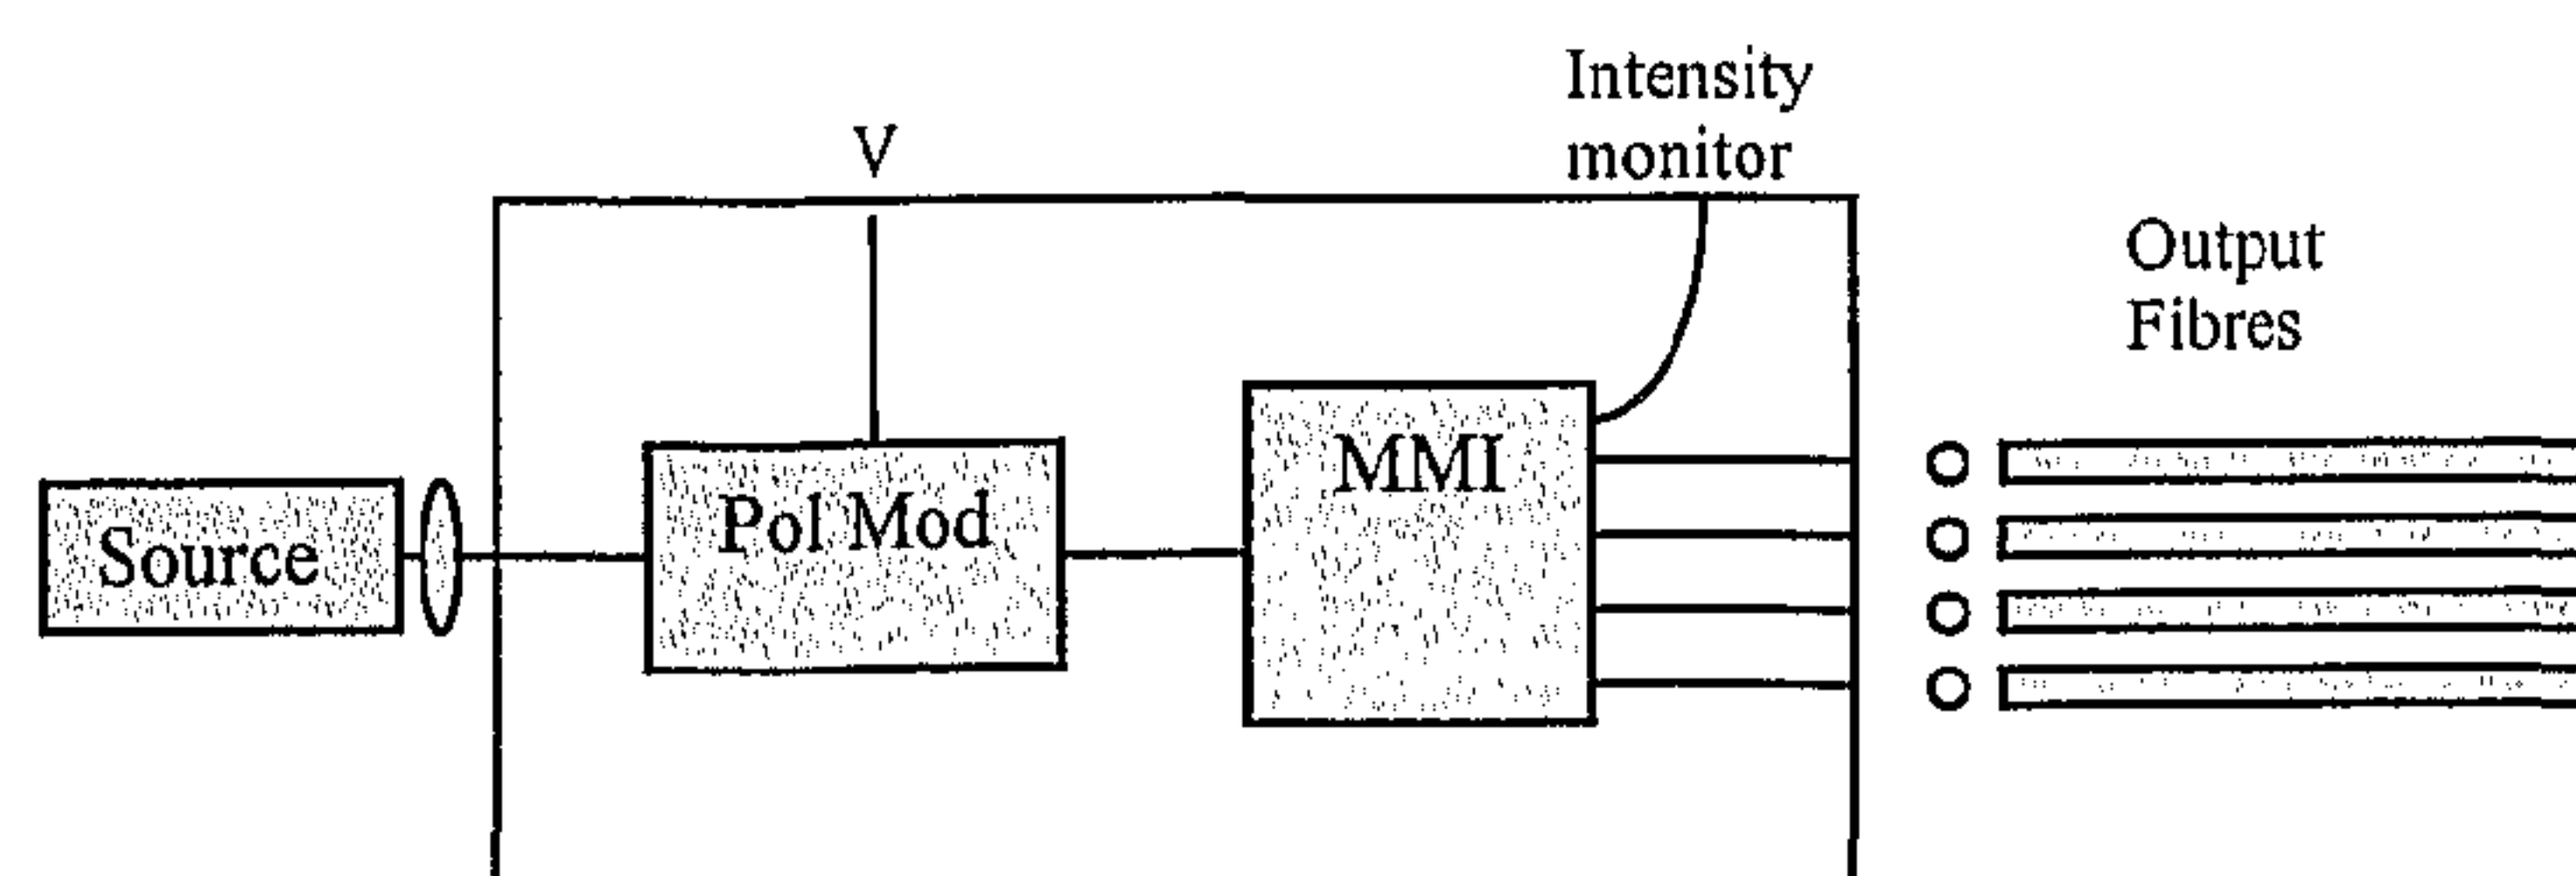 Intensity
monitor
V
Output
Fibres
MMI
Pol Mod
Source